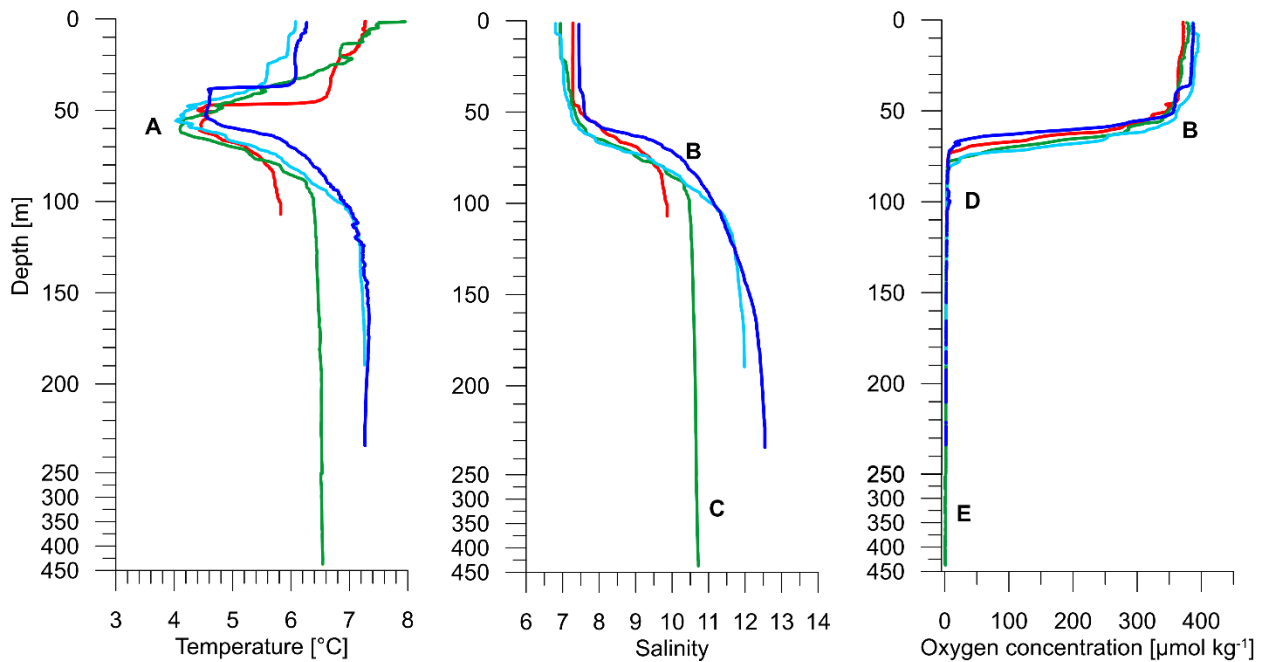 0
50
100
150
200
250
300
350
400
450
Depth [m]
A
3 4 5 6 7 8
Temperature [°C]
0
50
100
150
200
250
300
350
400
450
B
C
6 7 8 9 10 11 12 13 14
Salinity
0
50
100
150
200
250
300
350
400
450
B
D
E
0 100 200 300 400
Oxygen concentration [µmol kg⁻¹]